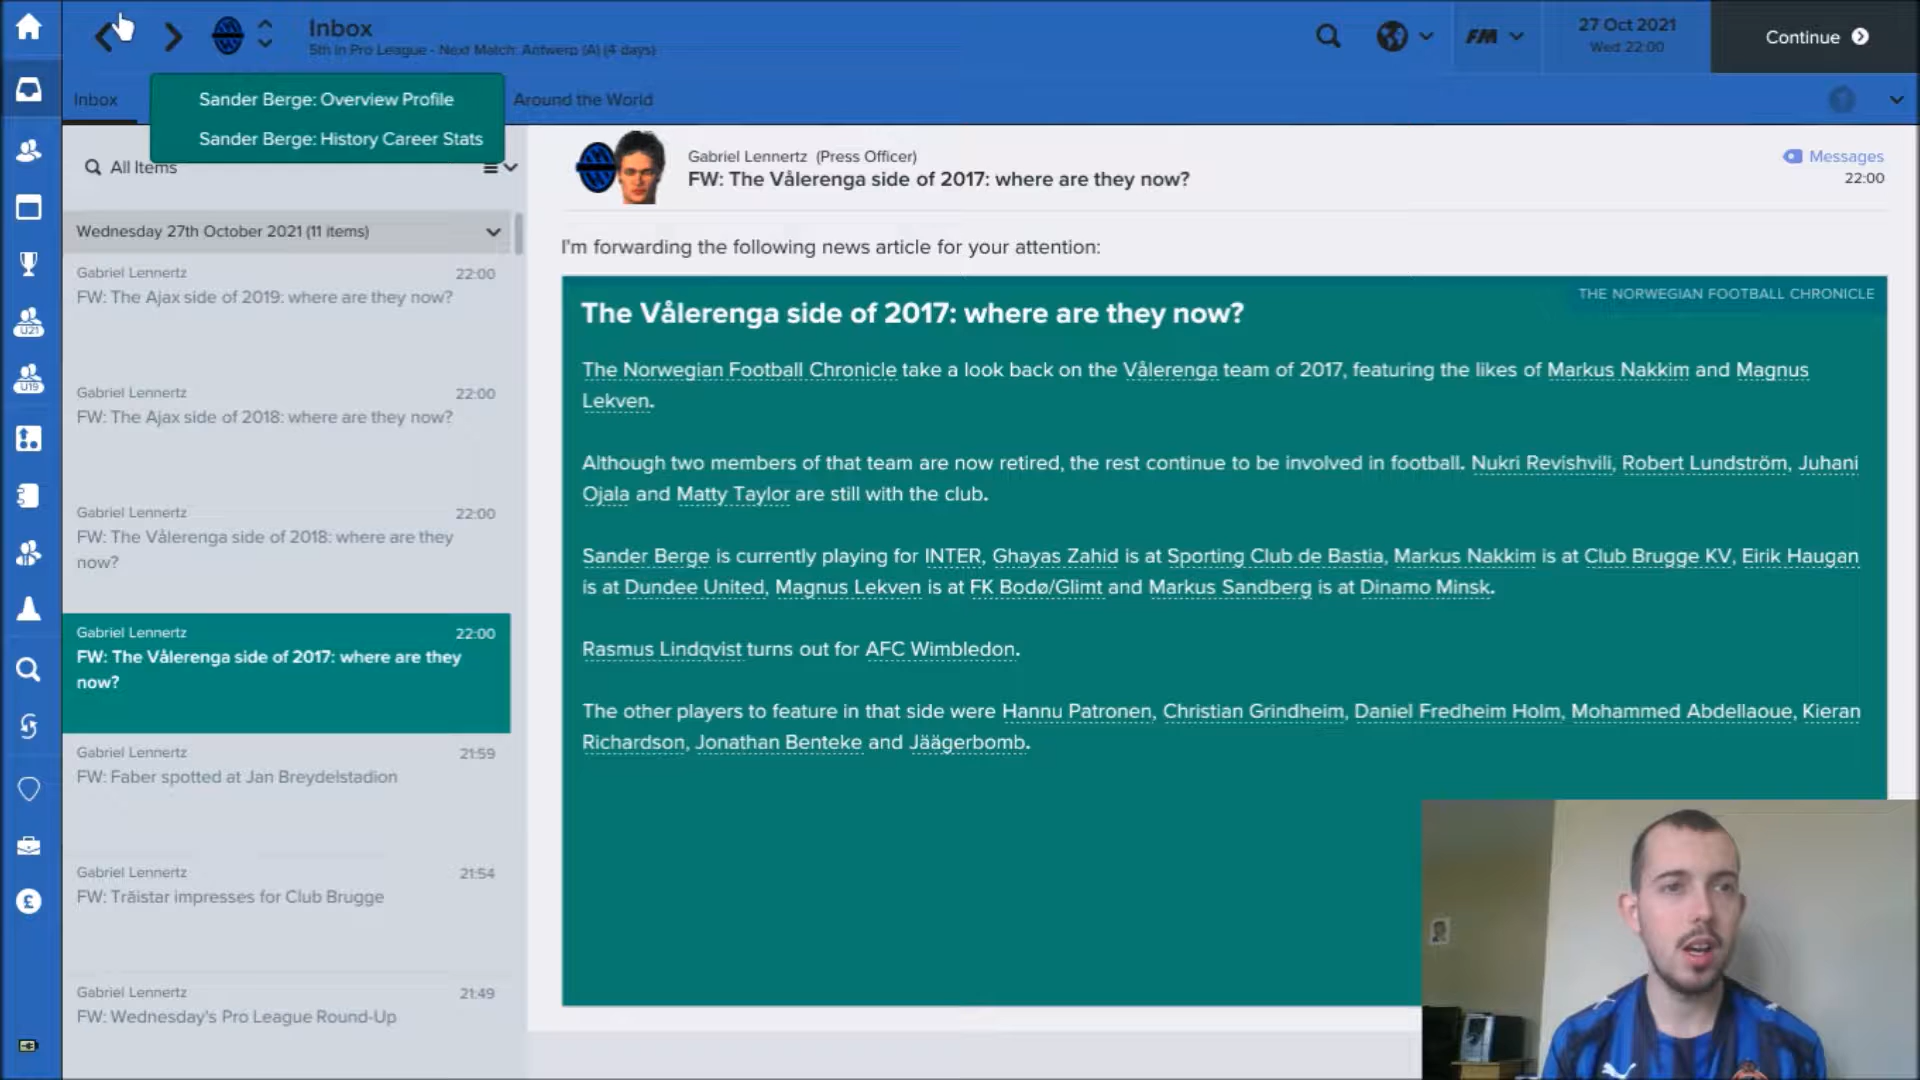 Inbox
5th in Pro League - Next Match: Antwerp (A) (4 days)
FM
27 Oct 2021
Wed 22:00
Continue
Inbox
Sander Berge: Overview Profile
Sander Berge: History Career Stats
Around the World
All Items
Wednesday 27th October 2021 (11 items)
Gabriel Lennertz 22:00
FW: The Ajax side of 2019: where are they now?
Gabriel Lennertz 22:00
FW: The Ajax side of 2018: where are they now?
Gabriel Lennertz 22:00
FW: The Vålerenga side of 2018: where are they
now?
Gabriel Lennertz 22:00
FW: The Vålerenga side of 2017: where are they
now?
Gabriel Lennertz 21:59
FW: Faber spotted at Jan Breydelstadion
Gabriel Lennertz 21:54
FW: Trăistar impresses for Club Brugge
Gabriel Lennertz 21:49
FW: Wednesday's Pro League Round-Up
U21
U19
Gabriel Lennertz (Press Officer)
FW: The Vålerenga side of 2017: where are they now?
Messages
22:00
I'm forwarding the following news article for your attention:
THE NORWEGIAN FOOTBALL CHRONICLE
The Vålerenga side of 2017: where are they now?
The Norwegian Football Chronicle take a look back on the Vålerenga team of 2017, featuring the likes of Markus Nakkim and Magnus
Lekven.
Although two members of that team are now retired, the rest continue to be involved in football. Nukri Revishvili, Robert Lundström, Juhani
Ojala and Matty Taylor are still with the club.
Sander Berge is currently playing for INTER, Ghayas Zahid is at Sporting Club de Bastia, Markus Nakkim is at Club Brugge KV, Eirik Haugan
is at Dundee United, Magnus Lekven is at FK Bodø/Glimt and Markus Sandberg is at Dinamo Minsk.
Rasmus Lindqvist turns out for AFC Wimbledon.
The other players to feature in that side were Hannu Patronen, Christian Grindheim, Daniel Fredheim Holm, Mohammed Abdellaoue, Kieran
Richardson, Jonathan Benteke and Jäägerbomb.